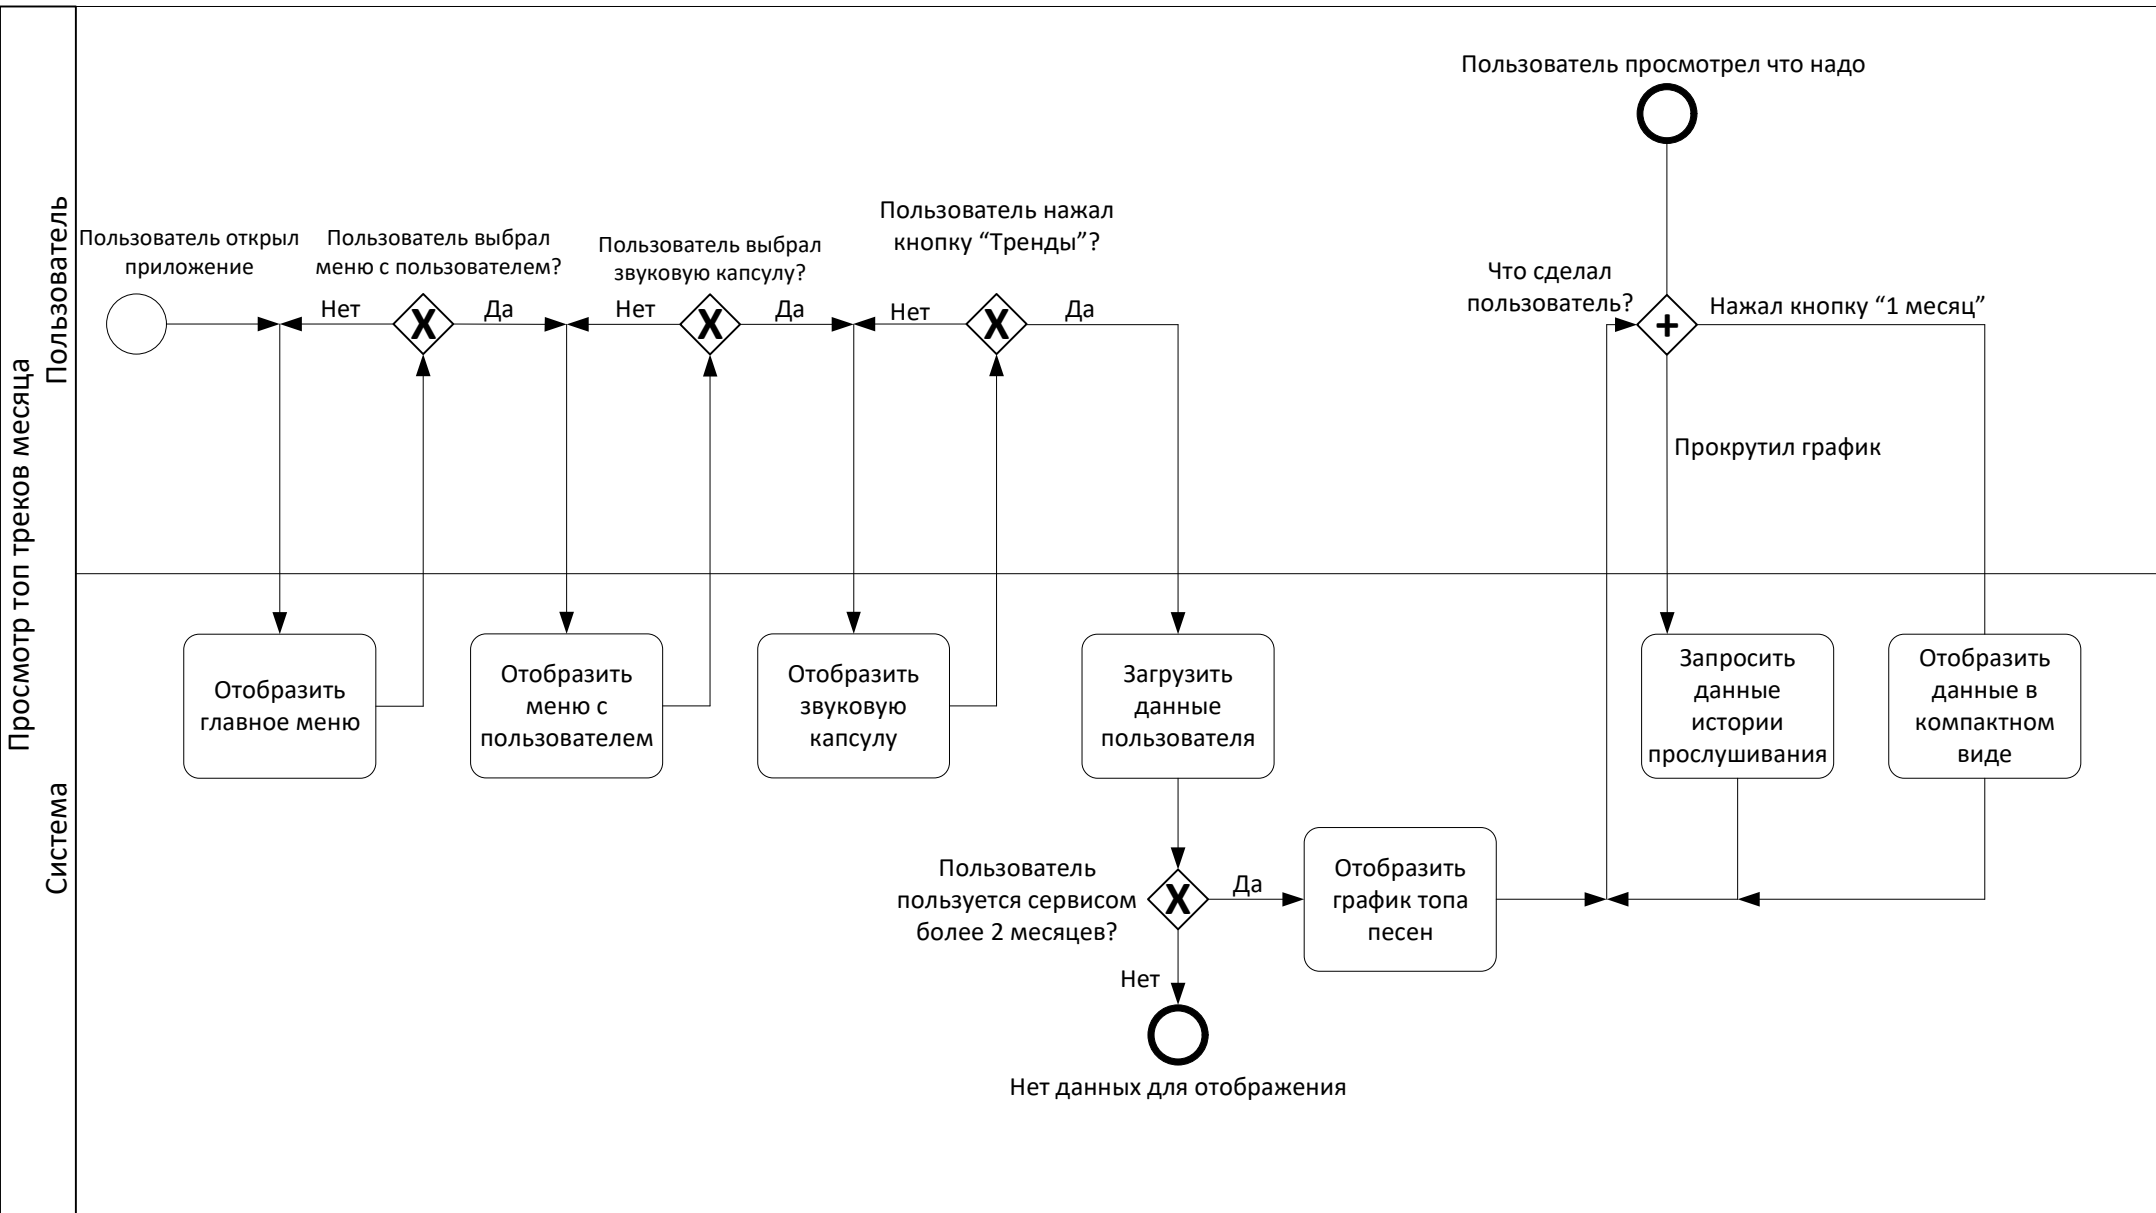 Просмотр топ треков месяца
Пользователь
Пользователь открыл
приложение
Пользователь выбрал
меню с пользователем?
Нет
Да
Пользователь выбрал
звуковую капсулу?
Нет
Да
Пользователь нажал
кнопку “Тренды”?
Нет
Да
Пользователь просмотрел что надо
Что сделал
пользователь?
Нажал кнопку “1 месяц”
Прокрутил график
Система
Отобразить
главное меню
Отобразить
меню с
пользователем
Отобразить
звуковую
капсулу
Загрузить
данные
пользователя
Запросить
данные
истории
прослушивания
Отобразить
данные в
компактном
виде
Пользователь
пользуется сервисом
более 2 месяцев?
Да
Нет
Отобразить
график топа
песен
Нет данных для отображения